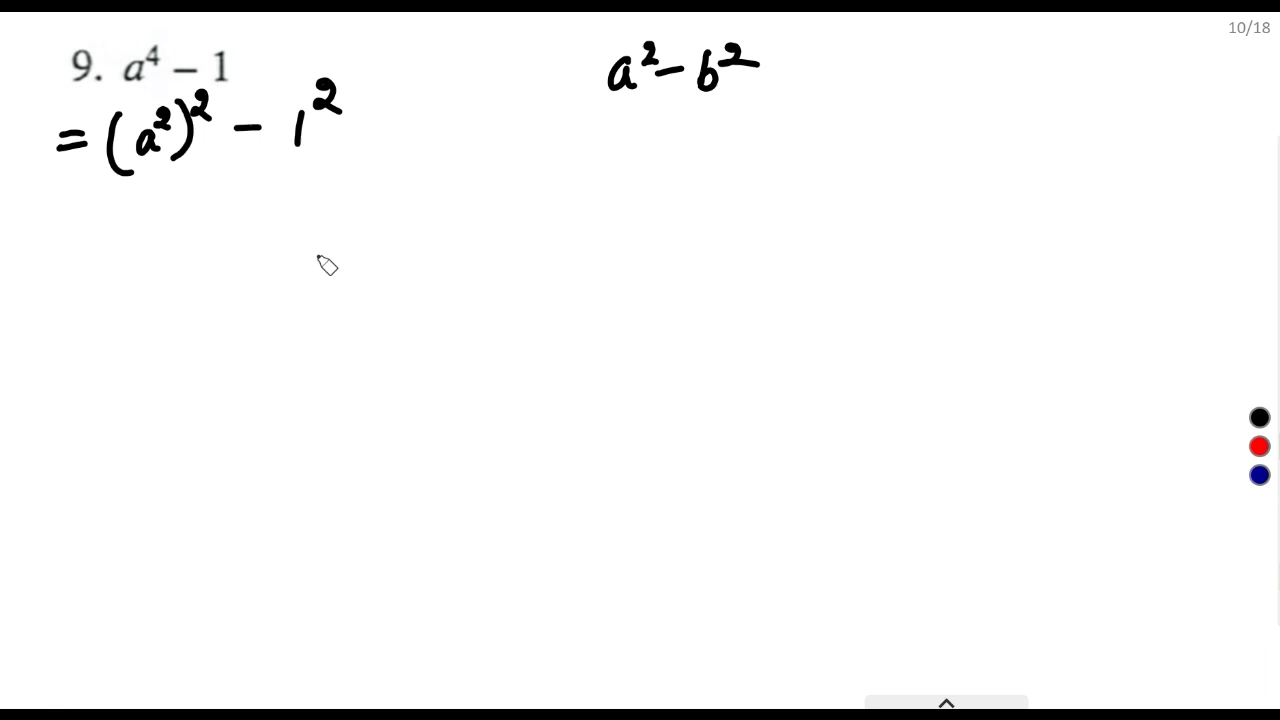 10/18
9. a⁴ − 1
a² − b²
= (a²)² − 1²